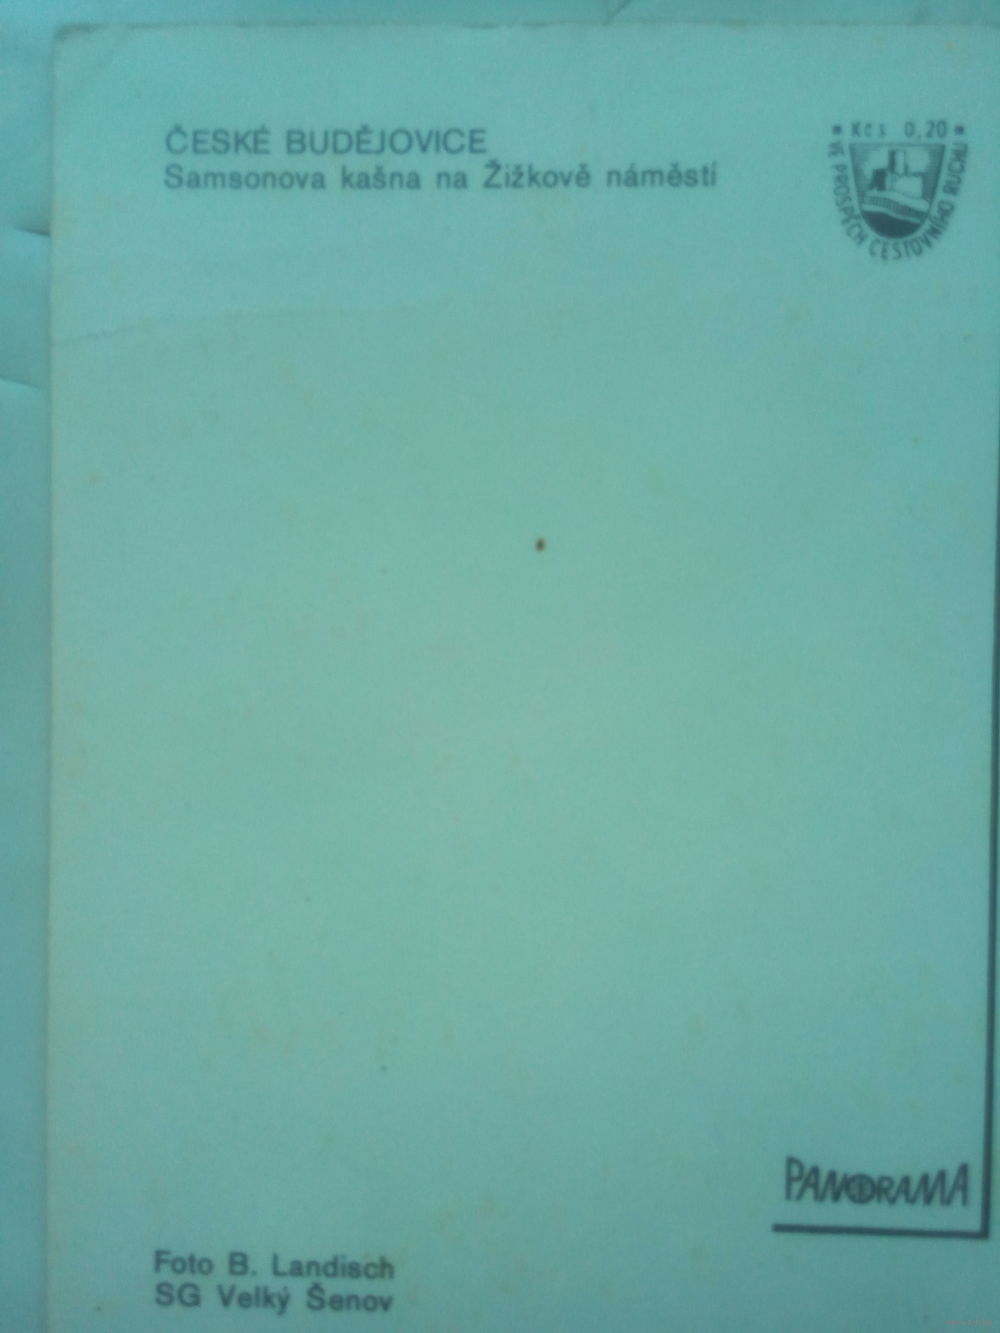 ČESKÉ BUDĚJOVICE
Samsonova kašna na Žižkově náměstí
Kčs 0,20
VE PROSPĚCH CESTOVNÍHO RUCHU
PANORAMA
Foto B. Landisch
SG Velký Šenov